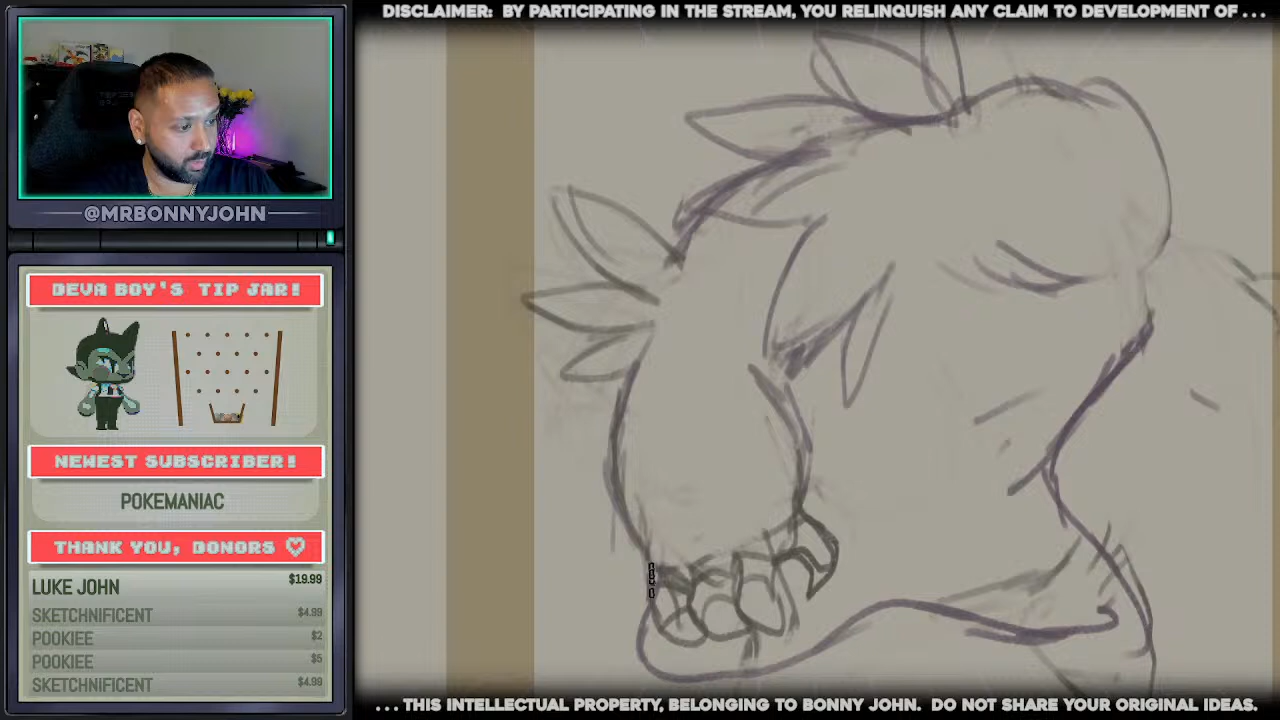 DISCLAIMER: BY PARTICIPATING IN THE STREAM, YOU RELINQUISH ANY CLAIM TO DEVELOPMENT OF . . .
@MRBONNYJOHN
DEVA BOY'S TIP JAR!
NEWEST SUBSCRIBER!
POKEMANIAC
THANK YOU, DONORS
LUKE JOHN $19.99
SKETCHNIFICENT $4.99
POOKIEE $2
POOKIEE $5
SKETCHNIFICENT $4.99
. . . THIS INTELLECTUAL PROPERTY, BELONGING TO BONNY JOHN. DO NOT SHARE YOUR ORIGINAL IDEAS.